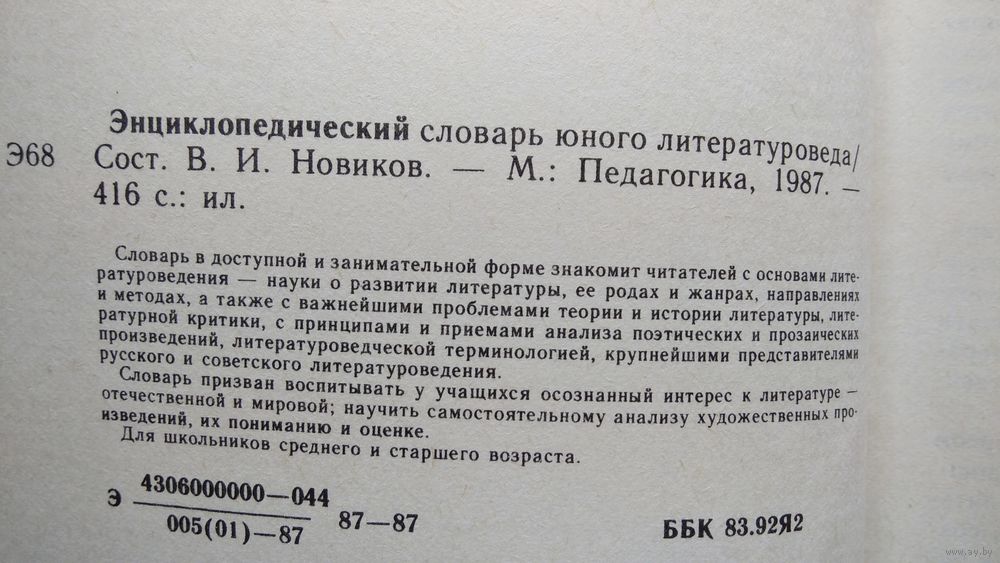 Энциклопедический словарь юного литературоведа/
Э68 Сост. В. И. Новиков. — М.: Педагогика, 1987. —
416 с.: ил.
Словарь в доступной и занимательной форме знакомит читателей с основами лите-
ратуроведения — науки о развитии литературы, ее родах и жанрах, направлениях
и методах, а также с важнейшими проблемами теории и истории литературы, лите-
ратурной критики, с принципами и приемами анализа поэтических и прозаических
произведений, литературоведческой терминологией, крупнейшими представителями
русского и советского литературоведения.
Словарь призван воспитывать у учащихся осознанный интерес к литературе —
отечественной и мировой; научить самостоятельному анализу художественных про-
изведений, их пониманию и оценке.
Для школьников среднего и старшего возраста.
Э 4306000000—044
005(01)—87 87—87 ББК 83.92Я2
www.ay.by